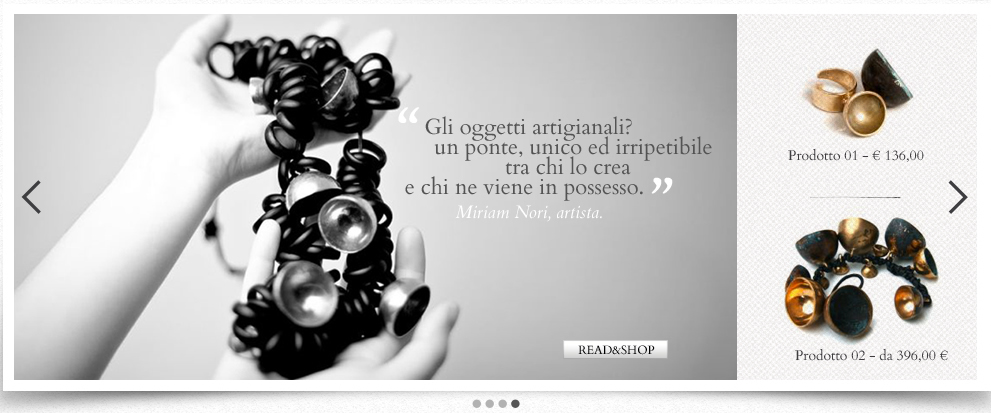 “ Gli oggetti artigianali?
un ponte, unico ed irripetibile
tra chi lo crea
e chi ne viene in possesso. ”
Miriam Nori, artista.
READ&SHOP
Prodotto 01 - € 136,00
Prodotto 02 - da 396,00 €